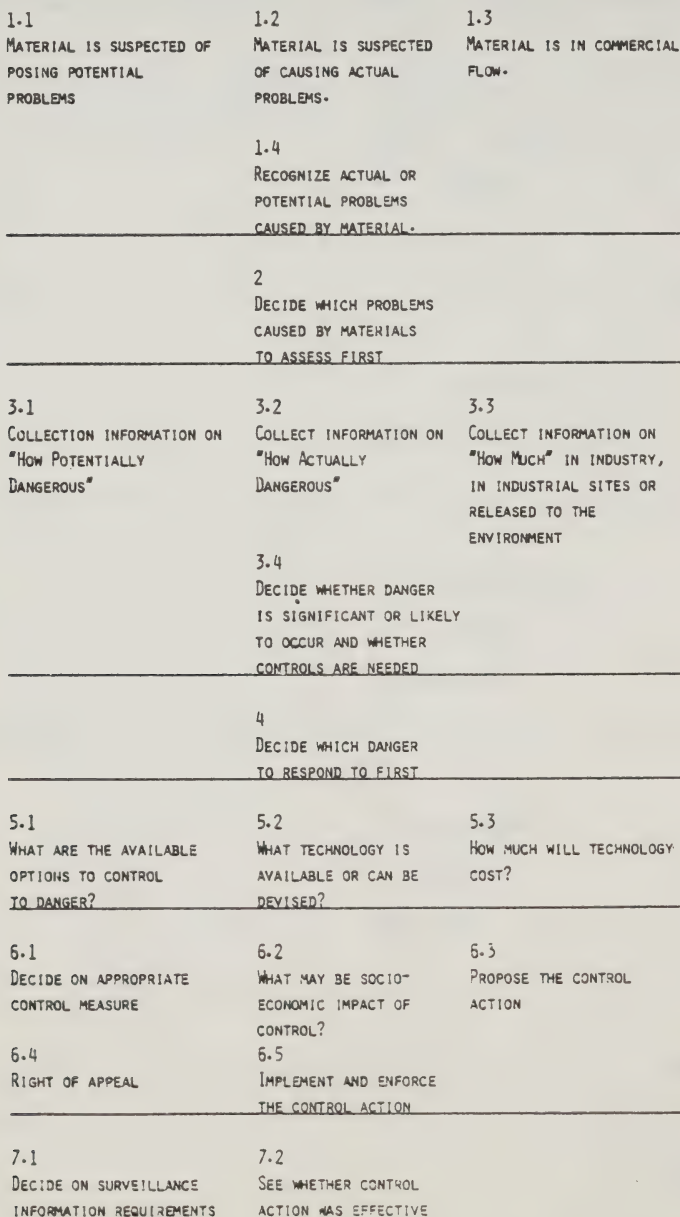 1.1
MATERIAL IS SUSPECTED OF
POSING POTENTIAL
PROBLEMS
1.2
MATERIAL IS SUSPECTED
OF CAUSING ACTUAL
PROBLEMS.
1.3
MATERIAL IS IN COMMERCIAL
FLOW.
1.4
RECOGNIZE ACTUAL OR
POTENTIAL PROBLEMS
CAUSED BY MATERIAL.
2
DECIDE WHICH PROBLEMS
CAUSED BY MATERIALS
TO ASSESS FIRST
3.1
COLLECTION INFORMATION ON
"HOW POTENTIALLY
DANGEROUS"
3.2
COLLECT INFORMATION ON
"HOW ACTUALLY
DANGEROUS"
3.3
COLLECT INFORMATION ON
"HOW MUCH" IN INDUSTRY,
IN INDUSTRIAL SITES OR
RELEASED TO THE
ENVIRONMENT
3.4
DECIDE WHETHER DANGER
IS SIGNIFICANT OR LIKELY
TO OCCUR AND WHETHER
CONTROLS ARE NEEDED
4
DECIDE WHICH DANGER
TO RESPOND TO FIRST
5.1
WHAT ARE THE AVAILABLE
OPTIONS TO CONTROL
TO DANGER?
5.2
WHAT TECHNOLOGY IS
AVAILABLE OR CAN BE
DEVISED?
5.3
HOW MUCH WILL TECHNOLOGY
COST?
6.1
DECIDE ON APPROPRIATE
CONTROL MEASURE
6.2
WHAT MAY BE SOCIO-
ECONOMIC IMPACT OF
CONTROL?
6.3
PROPOSE THE CONTROL
ACTION
6.4
RIGHT OF APPEAL
6.5
IMPLEMENT AND ENFORCE
THE CONTROL ACTION
7.1
DECIDE ON SURVEILLANCE
INFORMATION REQUIREMENTS
7.2
SEE WHETHER CONTROL
ACTION WAS EFFECTIVE